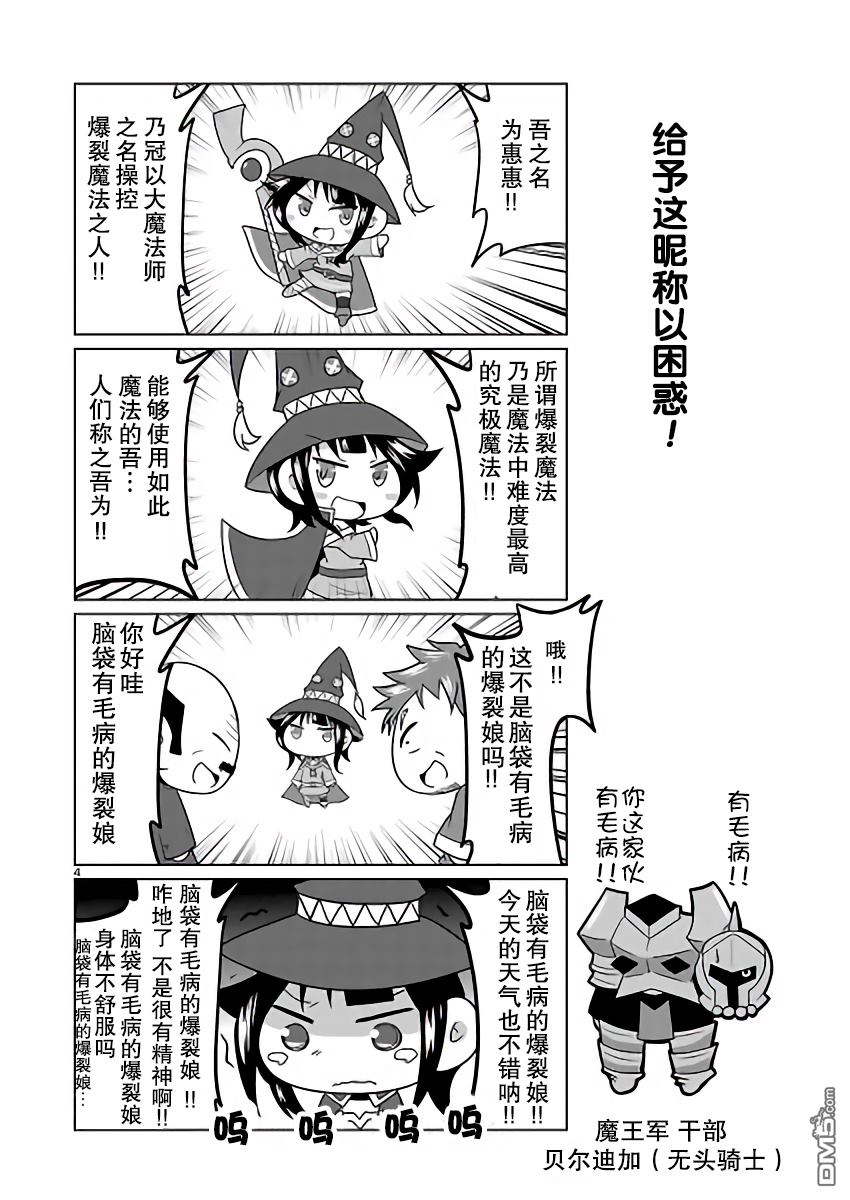 给予这昵称以困惑！
吾之名
为惠惠!!
乃冠以大魔法师
之名操控
爆裂魔法之人!!
所谓爆裂魔法
乃是魔法中难度最高
的究极魔法!!
能够使用如此
魔法的吾…
人们称之吾为!!
哦!!
这不是脑袋有毛病
的爆裂娘吗!!
你好哇
脑袋有毛病的爆裂娘
4
脑袋有毛病的爆裂娘!!
今天的天气也不错呐!!
脑袋有毛病的爆裂娘!!
咋地了 不是很有精神啊!!
脑袋有毛病的爆裂娘
身体不舒服吗
脑袋有毛病的爆裂娘…
呜
呜
呜
呜
有毛病!!
你这家伙
有毛病!!
魔王军 干部
贝尔迪加（无头骑士）
DM5.com